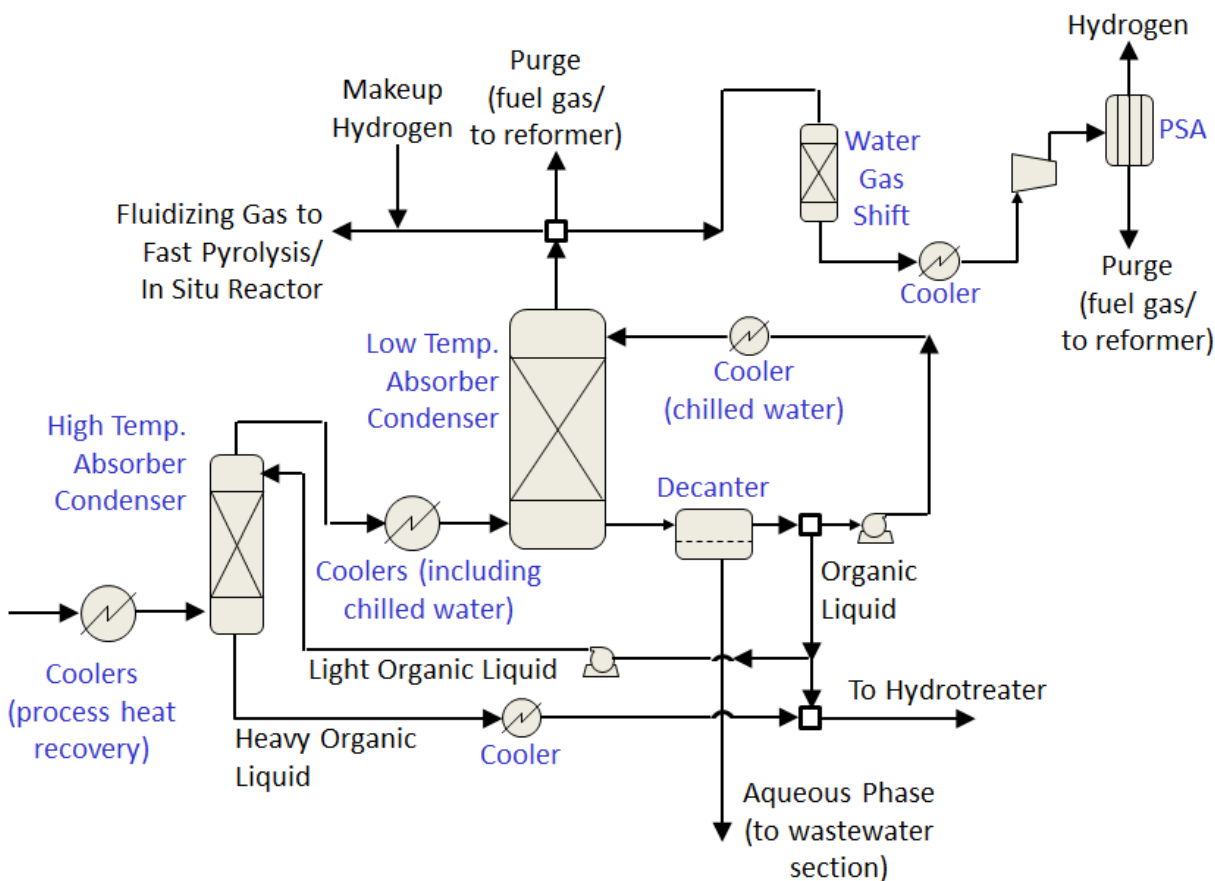 Hydrogen
Purge
(fuel gas/
to reformer)
Makeup
Hydrogen
PSA
Water
Gas
Shift
Fluidizing Gas to
Fast Pyrolysis/
In Situ Reactor
Cooler
Purge
(fuel gas/
to reformer)
Low Temp.
Absorber
Condenser
Cooler
(chilled water)
High Temp.
Absorber
Condenser
Decanter
Coolers (including
chilled water)
Organic
Liquid
Coolers
(process heat
recovery)
Light Organic Liquid
To Hydrotreater
Heavy Organic
Liquid
Cooler
Aqueous Phase
(to wastewater
section)